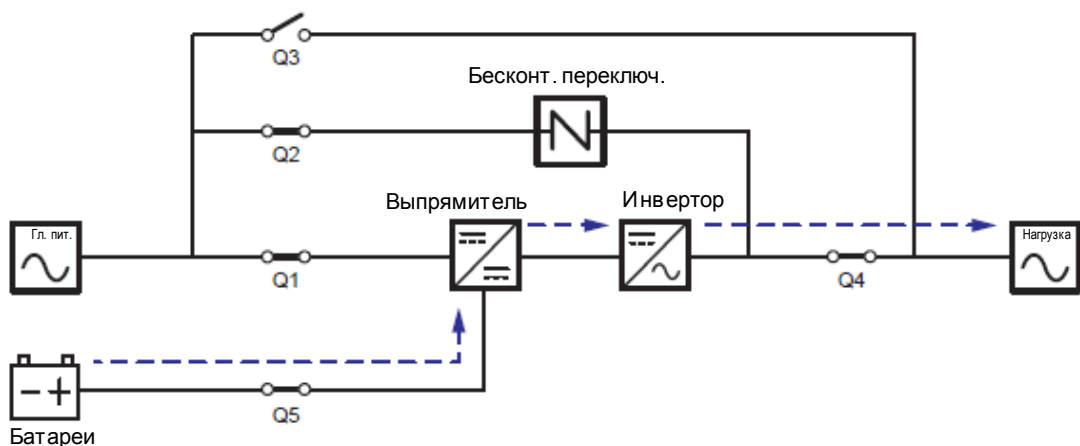 Q3
Бесконт. переключ.
Q2
Выпрямитель
Инвертор
Гл. пит.
Нагрузка
Q1
Q4
Q5
Батареи